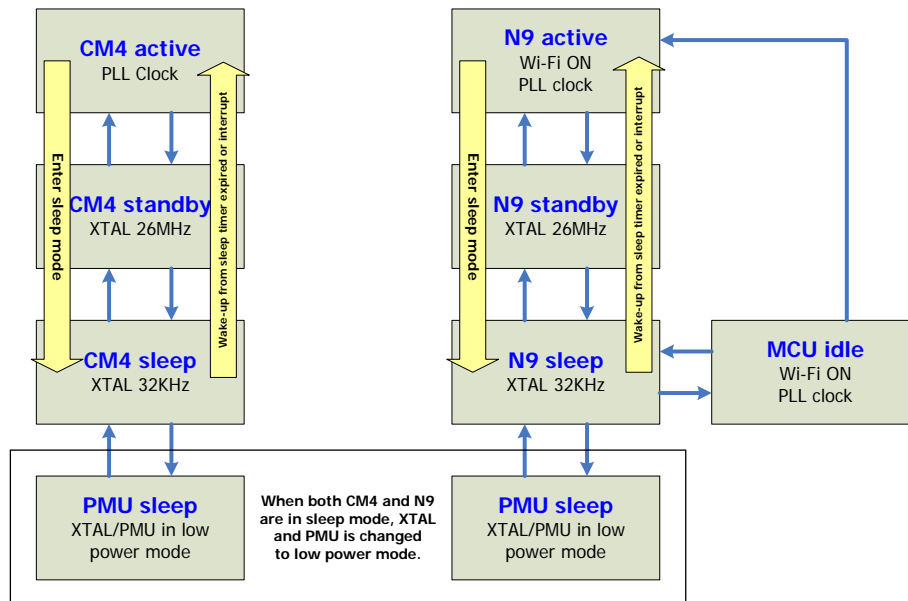 CM4 active
PLL Clock
Enter sleep mode
Wake-up from sleep timer expired or interrupt
CM4 standby
XTAL 26MHz
CM4 sleep
XTAL 32KHz
PMU sleep
XTAL/PMU in low
power mode
When both CM4 and N9
are in sleep mode, XTAL
and PMU is changed
to low power mode.
N9 active
Wi-Fi ON
PLL clock
Enter sleep mode
Wake-up from sleep timer expired or interrupt
N9 standby
XTAL 26MHz
N9 sleep
XTAL 32KHz
MCU idle
Wi-Fi ON
PLL clock
PMU sleep
XTAL/PMU in low
power mode